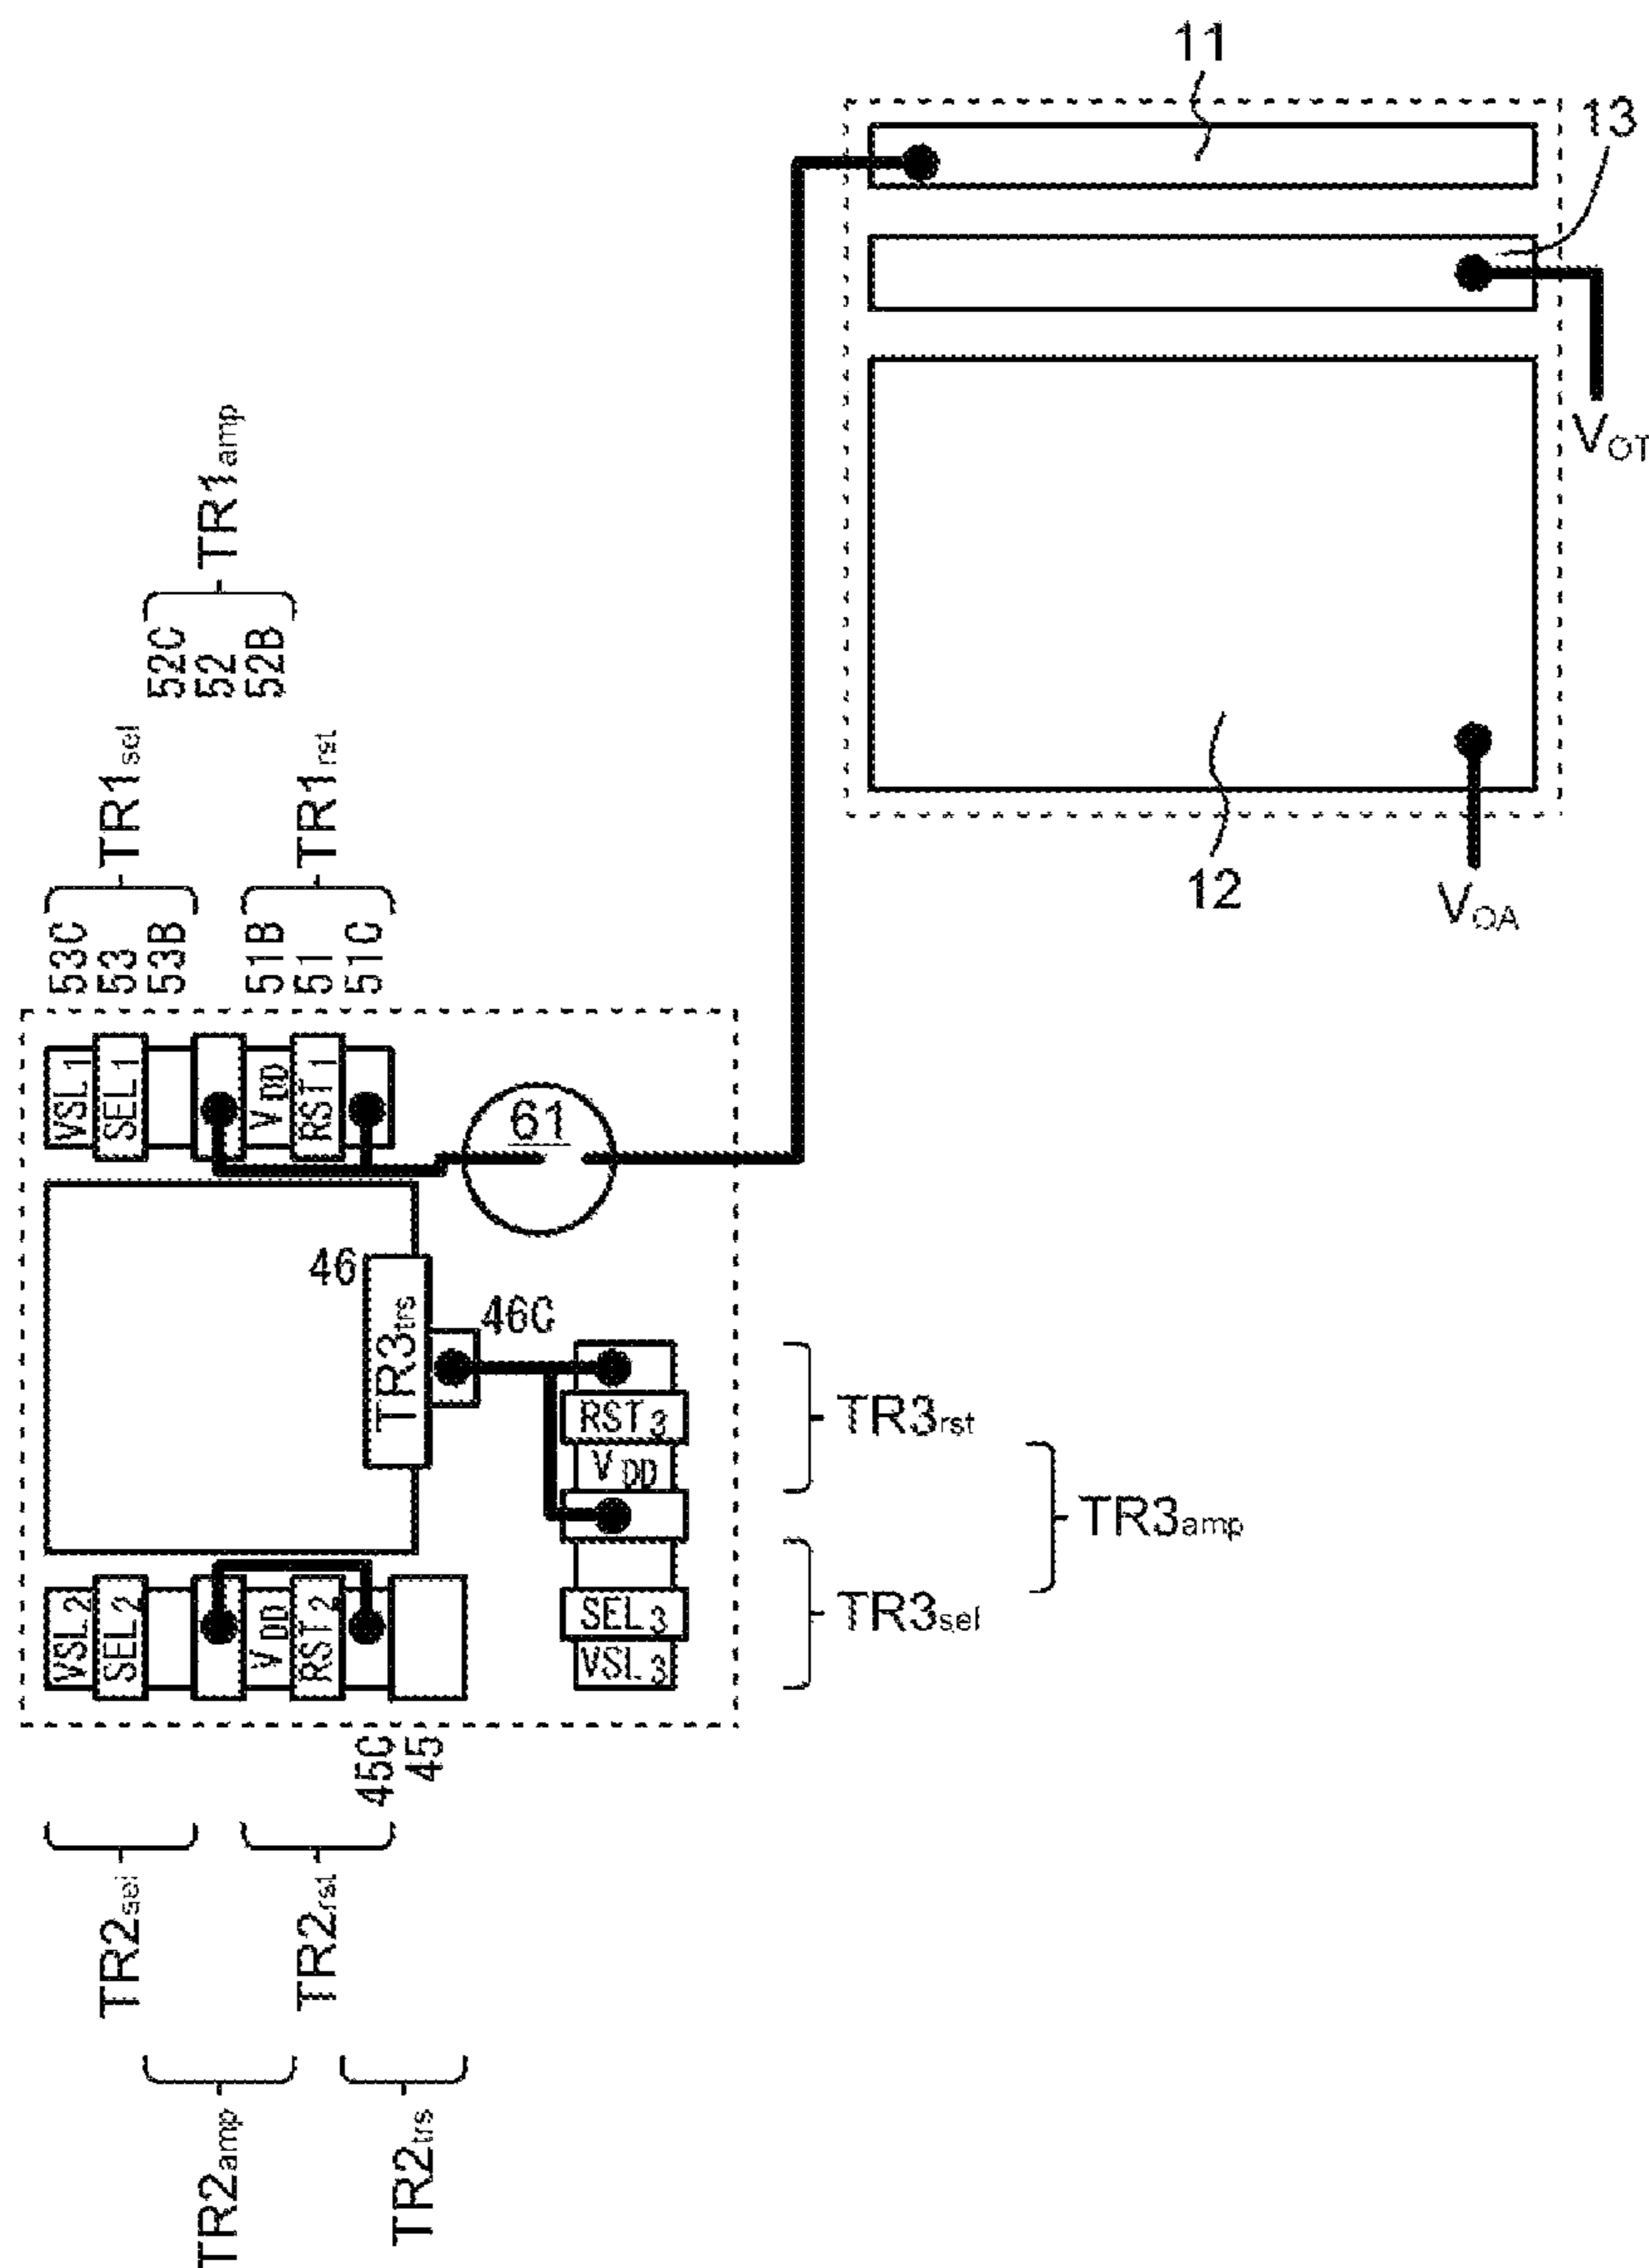 11
13
V_OT
12
V_OA
TR1amp
52C
52
52B
TR1sel
TR1rst
53C
53
53B
51B
51
51C
VSL1
SEL1
VDD
RST1
61
46
TR3trs
46C
RST3
VDD
SEL3
VSL3
TR3rst
TR3amp
TR3sel
VSL2
SEL2
VDD
RST2
45C
45
TR2sel
TR2rst
TR2amp
TR2trs